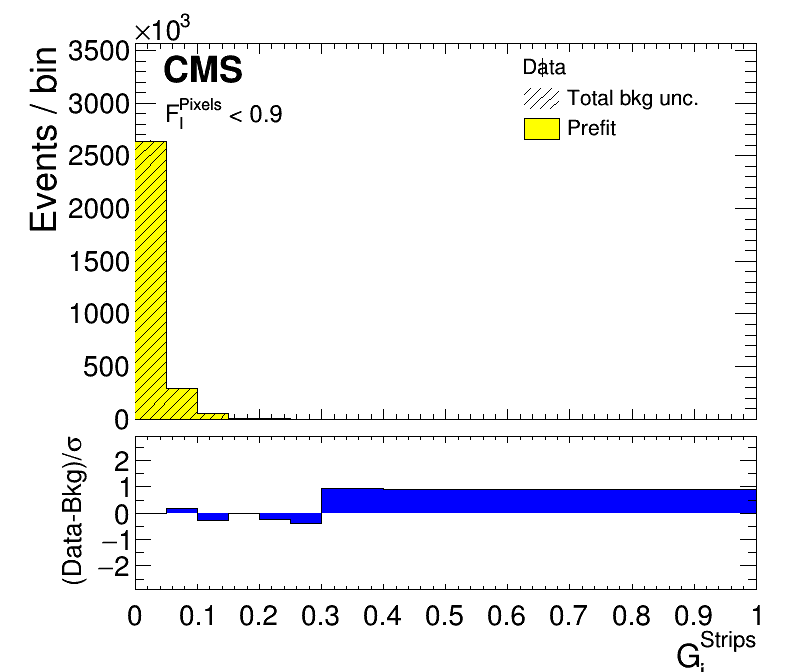 ×10³
3500
3000
2500
2000
1500
1000
500
0
Events / bin
CMS
F_i^Pixels < 0.9
Data
Total bkg unc.
Prefit
(Data-Bkg)/σ
2
1
0
−1
−2
0 0.1 0.2 0.3 0.4 0.5 0.6 0.7 0.8 0.9 1
G_i^Strips